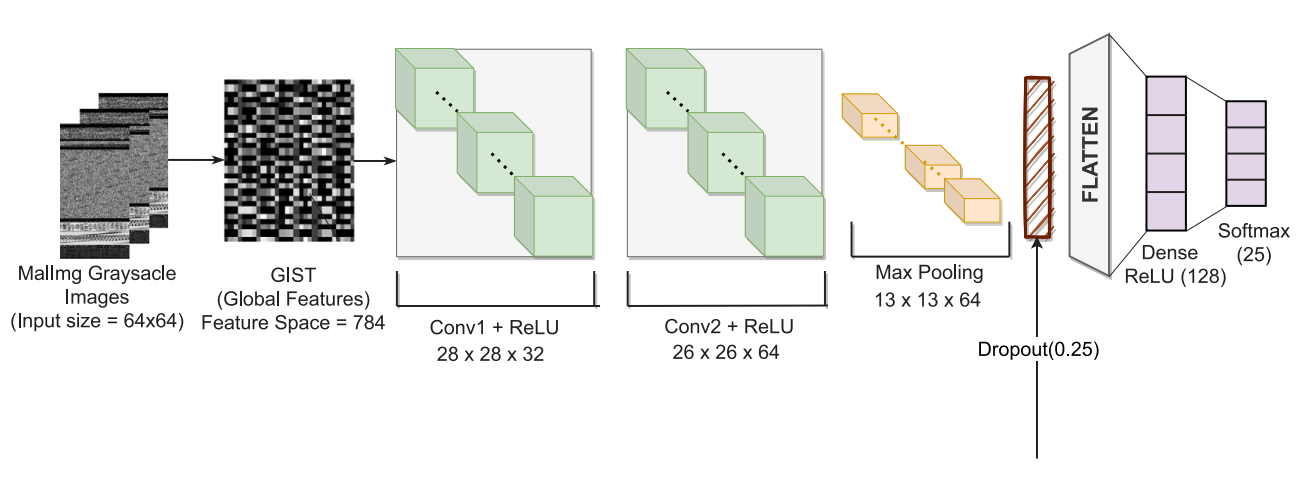 MalImg Graysacle
Images
(Input size = 64x64)
GIST
(Global Features)
Feature Space = 784
Conv1 + ReLU
28 x 28 x 32
Conv2 + ReLU
26 x 26 x 64
Max Pooling
13 x 13 x 64
Dropout(0.25)
FLATTEN
Dense
ReLU (128)
Softmax
(25)